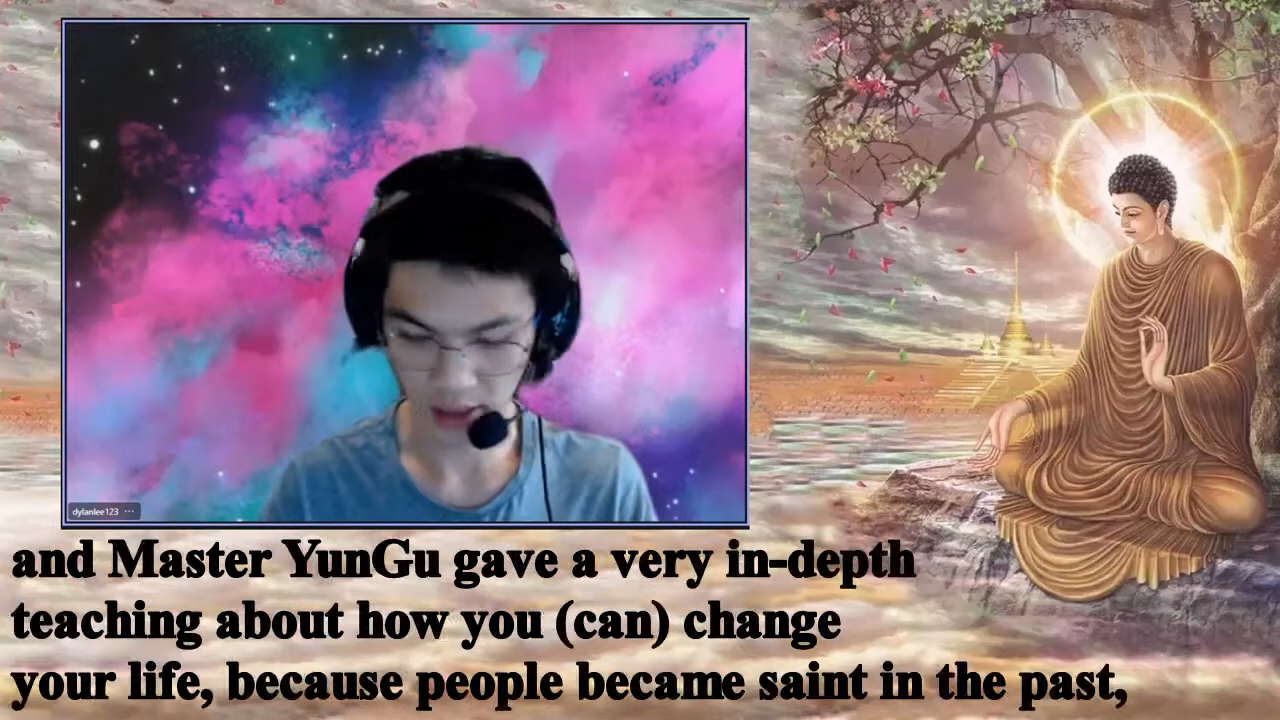 dylanlee123 ...
and Master YunGu gave a very in-depth
teaching about how you (can) change
your life, because people became saint in the past,